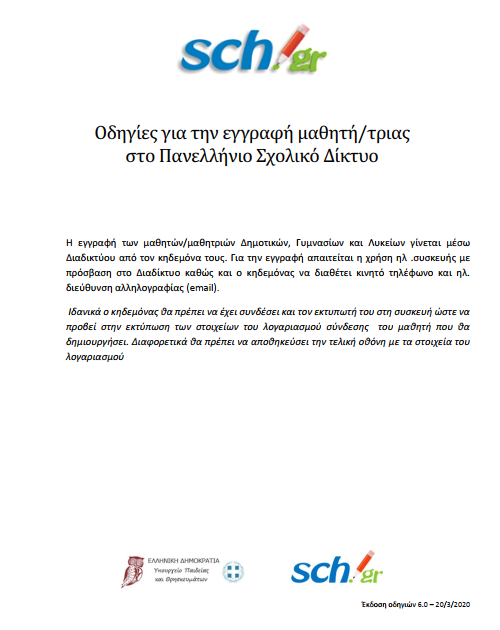 sch.gr
Οδηγίες για την εγγραφή μαθητή/τριας
στο Πανελλήνιο Σχολικό Δίκτυο
Η εγγραφή των μαθητών/μαθητριών Δημοτικών, Γυμνασίων και Λυκείων γίνεται μέσω
Διαδικτύου από τον κηδεμόνα τους. Για την εγγραφή απαιτείται η χρήση ηλ .συσκευής με
πρόσβαση στο Διαδίκτυο καθώς και ο κηδεμόνας να διαθέτει κινητό τηλέφωνο και ηλ.
διεύθυνση αλληλογραφίας (email).
Ιδανικά ο κηδεμόνας θα πρέπει να έχει συνδέσει και τον εκτυπωτή του στη συσκευή ώστε να
προβεί στην εκτύπωση των στοιχείων του λογαριασμού σύνδεσης του μαθητή που θα
δημιουργήσει. Διαφορετικά θα πρέπει να αποθηκεύσει την τελική οθόνη με τα στοιχεία του
λογαριασμού
ΕΛΛΗΝΙΚΗ ΔΗΜΟΚΡΑΤΙΑ
Υπουργείο Παιδείας
και Θρησκευμάτων
sch.gr
Έκδοση οδηγιών 6.0 – 20/3/2020